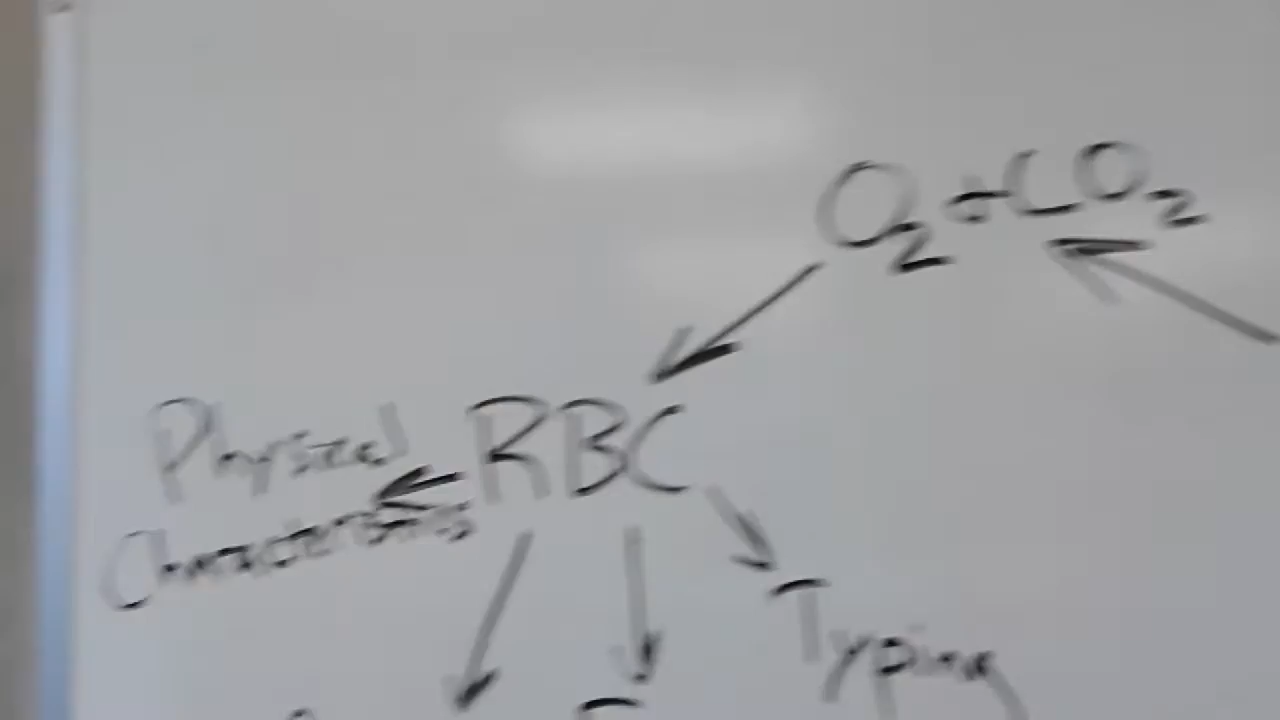 O₂ + CO₂
RBC
Physical
Characteristics
Typing